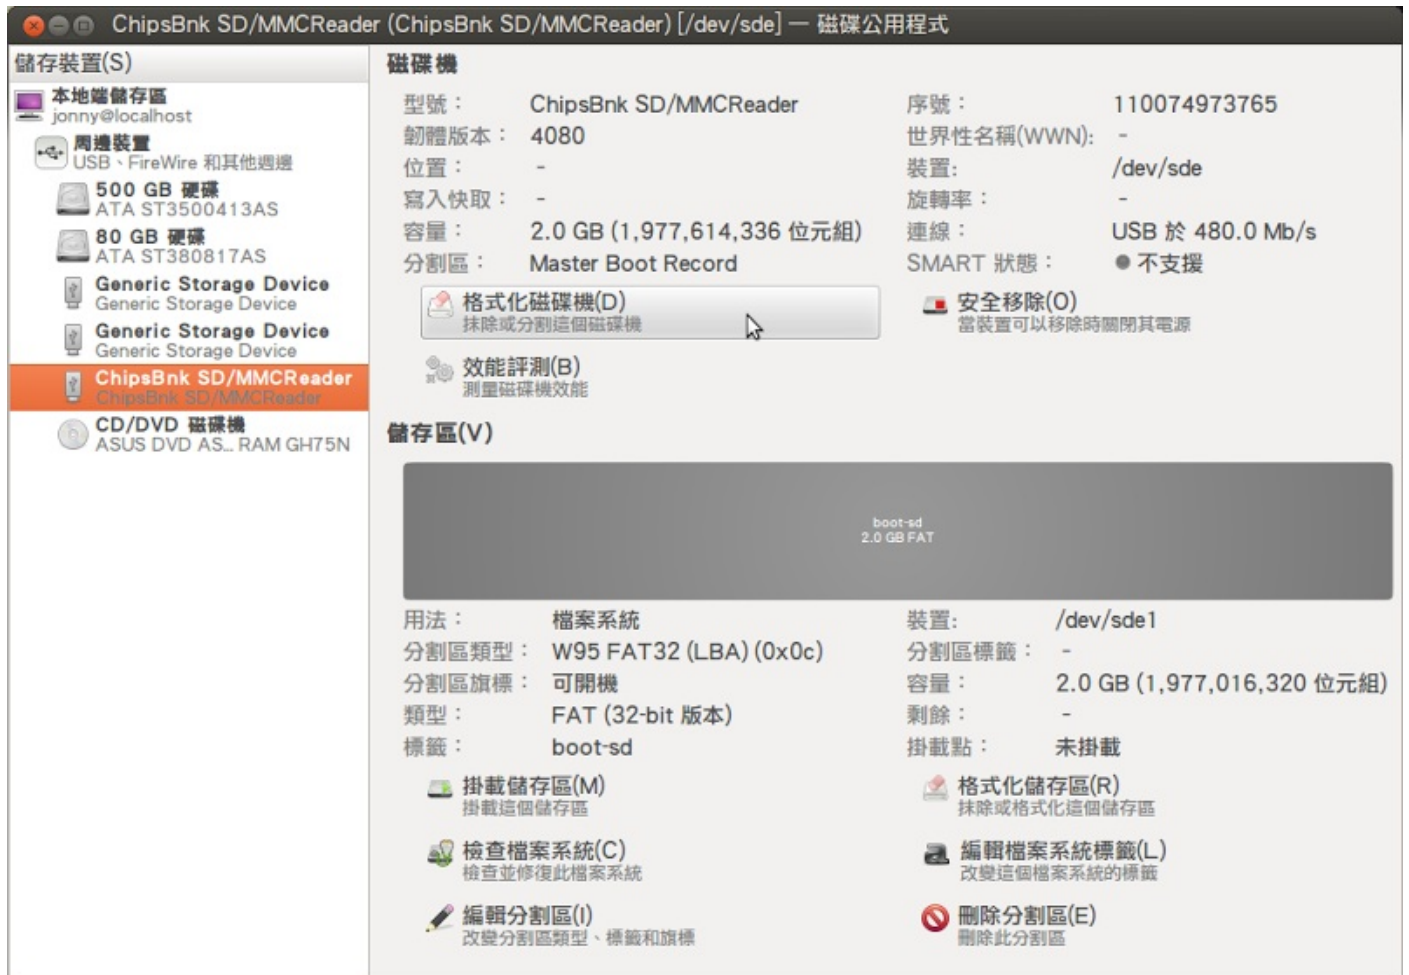 ChipsBnk SD/MMCReader (ChipsBnk SD/MMCReader) [/dev/sde] — 磁碟公用程式
儲存裝置(S)
本地端儲存區
jonny@localhost
周邊裝置
USB、FireWire 和其他週邊
500 GB 硬碟
ATA ST3500413AS
80 GB 硬碟
ATA ST380817AS
Generic Storage Device
Generic Storage Device
Generic Storage Device
Generic Storage Device
ChipsBnk SD/MMCReader
ChipsBnk SD/MMCReader
CD/DVD 磁碟機
ASUS DVD AS... RAM GH75N
磁碟機
型號： ChipsBnk SD/MMCReader 序號： 110074973765
韌體版本： 4080 世界性名稱(WWN): -
位置： - 裝置: /dev/sde
寫入快取： - 旋轉率： -
容量： 2.0 GB (1,977,614,336 位元組) 連線： USB 於 480.0 Mb/s
分割區： Master Boot Record SMART 狀態： 不支援
格式化磁碟機(D) 安全移除(O)
抹除或分割這個磁碟機 當裝置可以移除時關閉其電源
效能評測(B)
測量磁碟機效能
儲存區(V)
boot-sd
2.0 GB FAT
用法： 檔案系統 裝置: /dev/sde1
分割區類型： W95 FAT32 (LBA) (0x0c) 分割區標籤： -
分割區旗標： 可開機 容量： 2.0 GB (1,977,016,320 位元組)
類型： FAT (32-bit 版本) 剩餘： -
標籤： boot-sd 掛載點： 未掛載
掛載儲存區(M) 格式化儲存區(R)
掛載這個儲存區 抹除或格式化這個儲存區
檢查檔案系統(C) 編輯檔案系統標籤(L)
檢查並修復此檔案系統 改變這個檔案系統的標籤
編輯分割區(I) 刪除分割區(E)
改變分割區類型、標籤和旗標 刪除此分割區